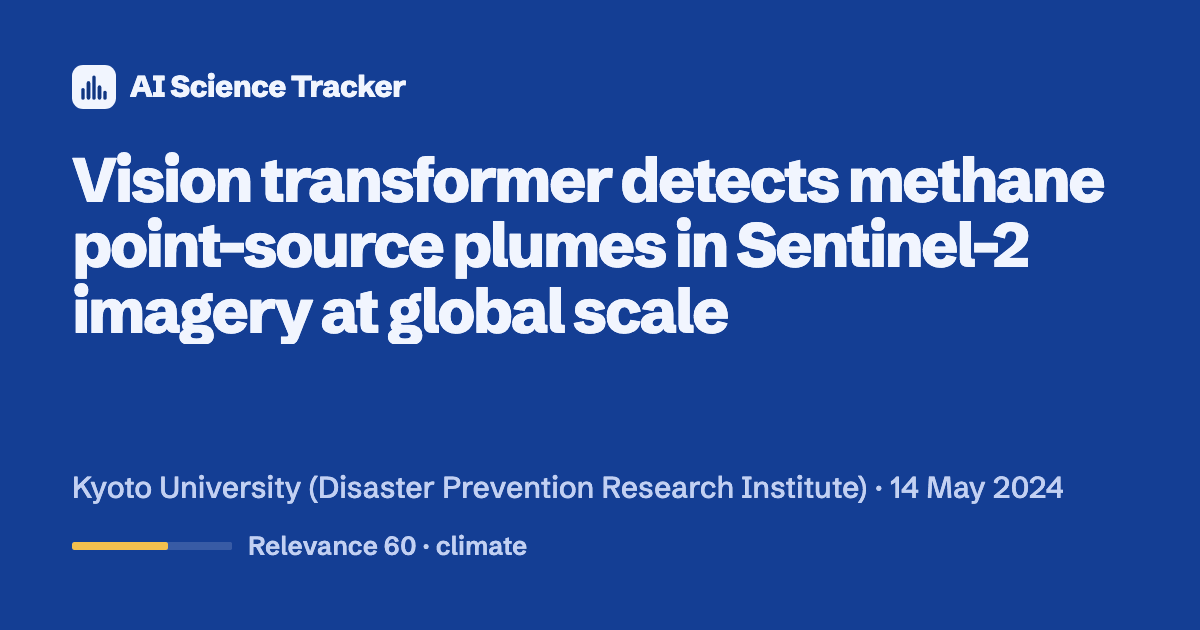 AI Science Tracker
Vision transformer detects methane
point-source plumes in Sentinel-2
imagery at global scale
Kyoto University (Disaster Prevention Research Institute) · 14 May 2024
Relevance 60 · climate